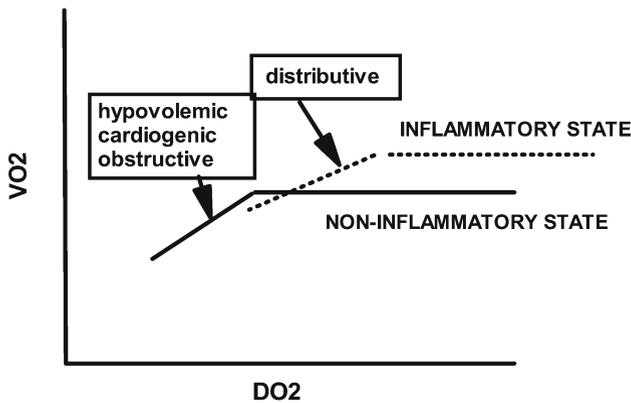 distributive
hypovolemic
cardiogenic
obstructive
INFLAMMATORY STATE
VO2
NON-INFLAMMATORY STATE
DO2